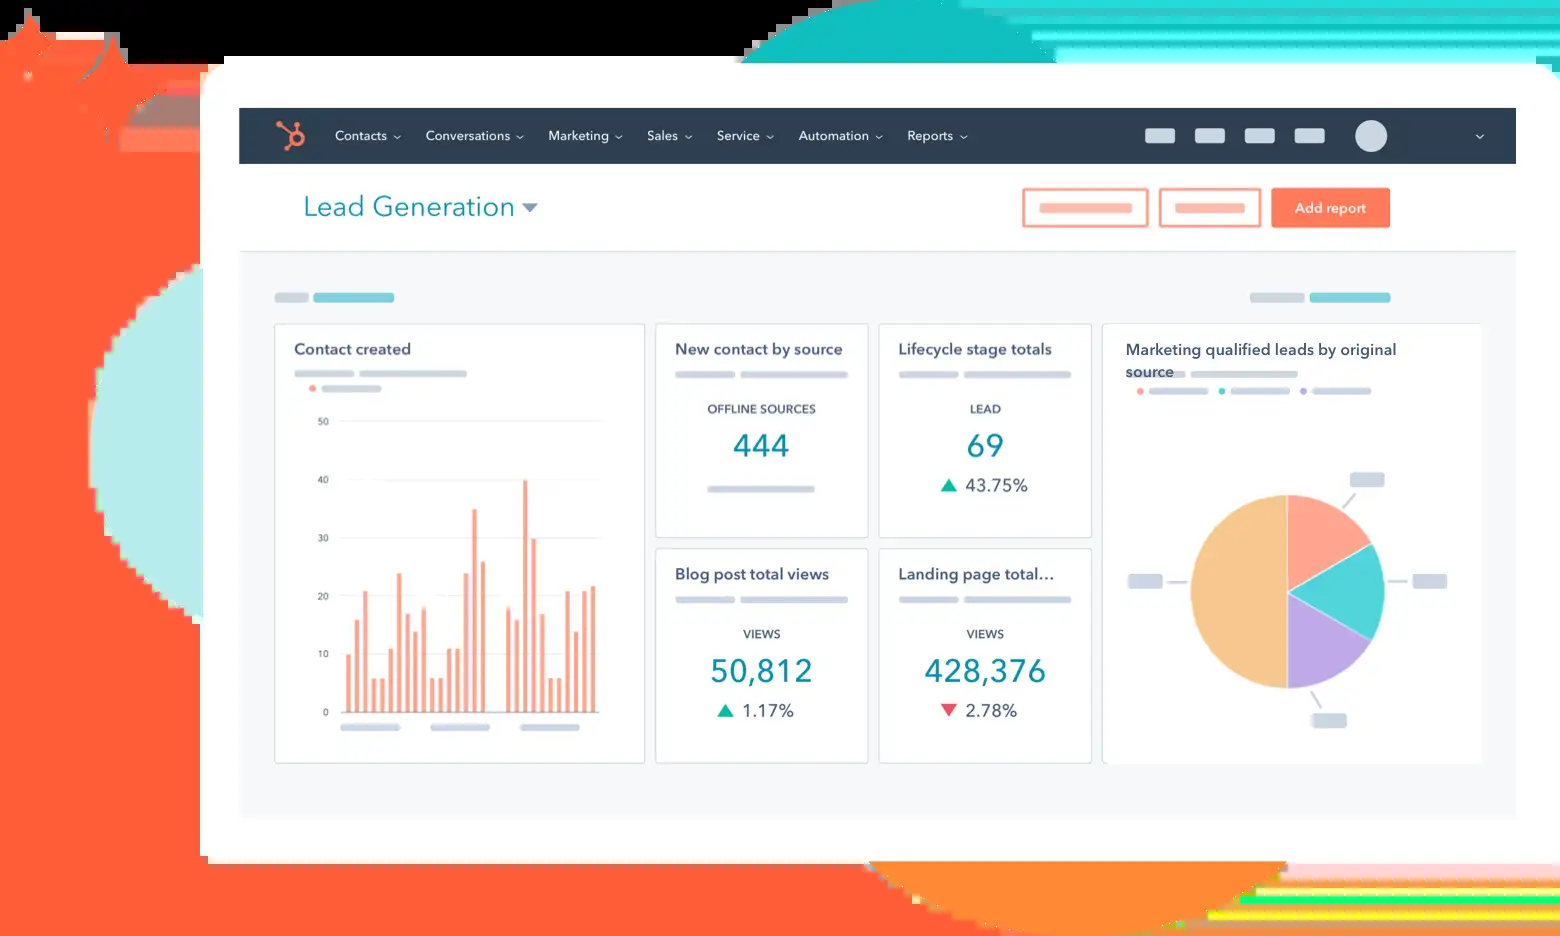 Contacts
Conversations
Marketing
Sales
Service
Automation
Reports
Lead Generation
Add report
Contact created
50
40
30
20
10
0
New contact by source
OFFLINE SOURCES
444
Lifecycle stage totals
LEAD
69
43.75%
Blog post total views
VIEWS
50,812
1.17%
Landing page total...
VIEWS
428,376
2.78%
Marketing qualified leads by original
source